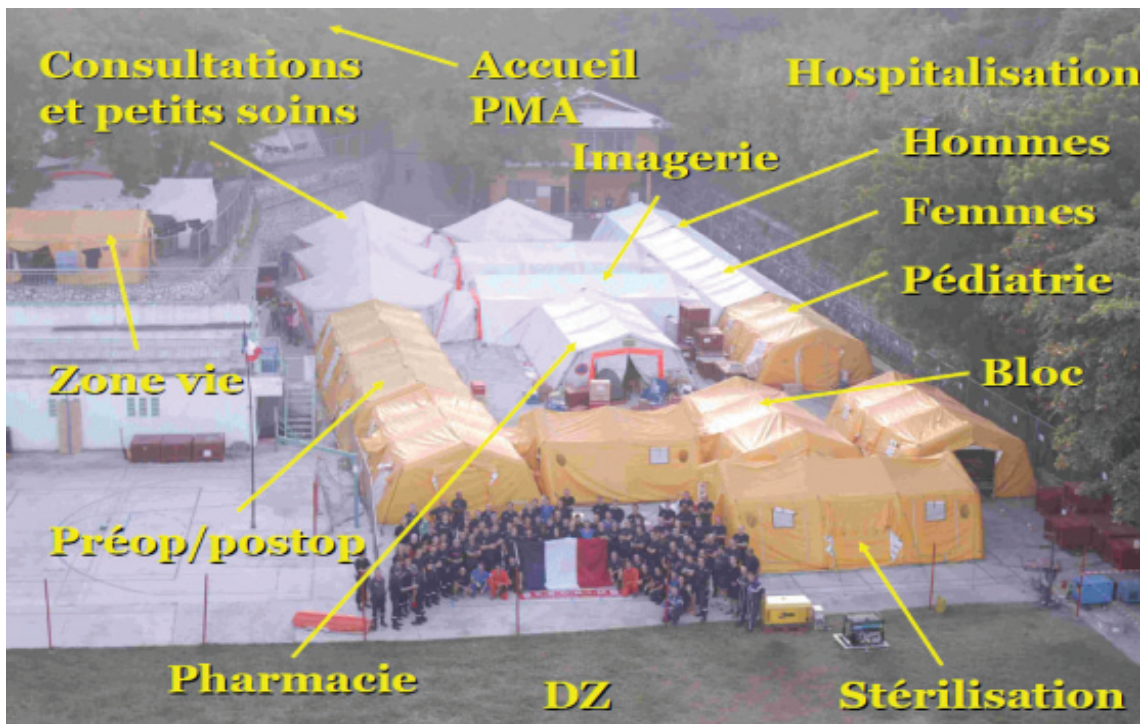 Consultations
et petits soins
Accueil
PMA
Hospitalisation
Imagerie
Hommes
Femmes
Pédiatrie
Zone vie
Bloc
Préop/postop
Pharmacie
DZ
Stérilisation